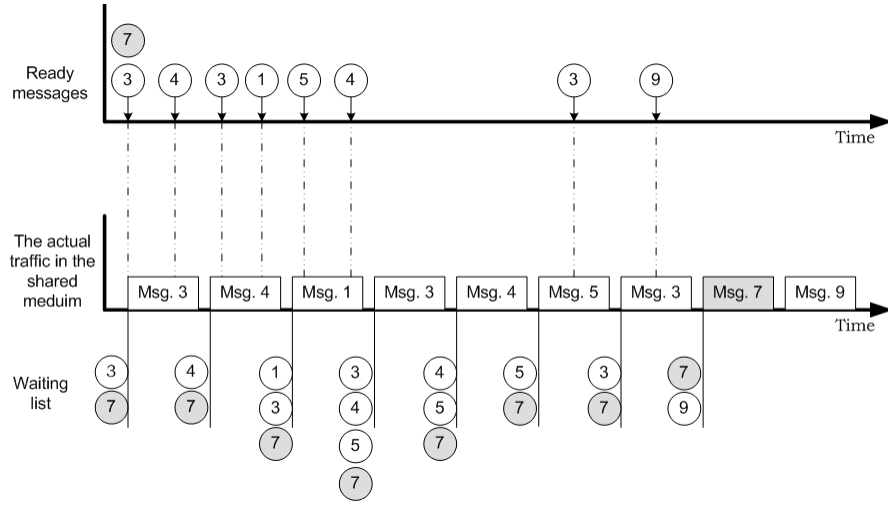 7
3 4 3 1 5 4 3 9
Ready
messages
Time
The actual
traffic in the
shared
meduim
Msg. 3 Msg. 4 Msg. 1 Msg. 3 Msg. 4 Msg. 5 Msg. 3 Msg. 7 Msg. 9
Time
Waiting
list
3 4 1 3 4 5 3 7
7 7 3 4 5 7 7 9
7 5 7
7